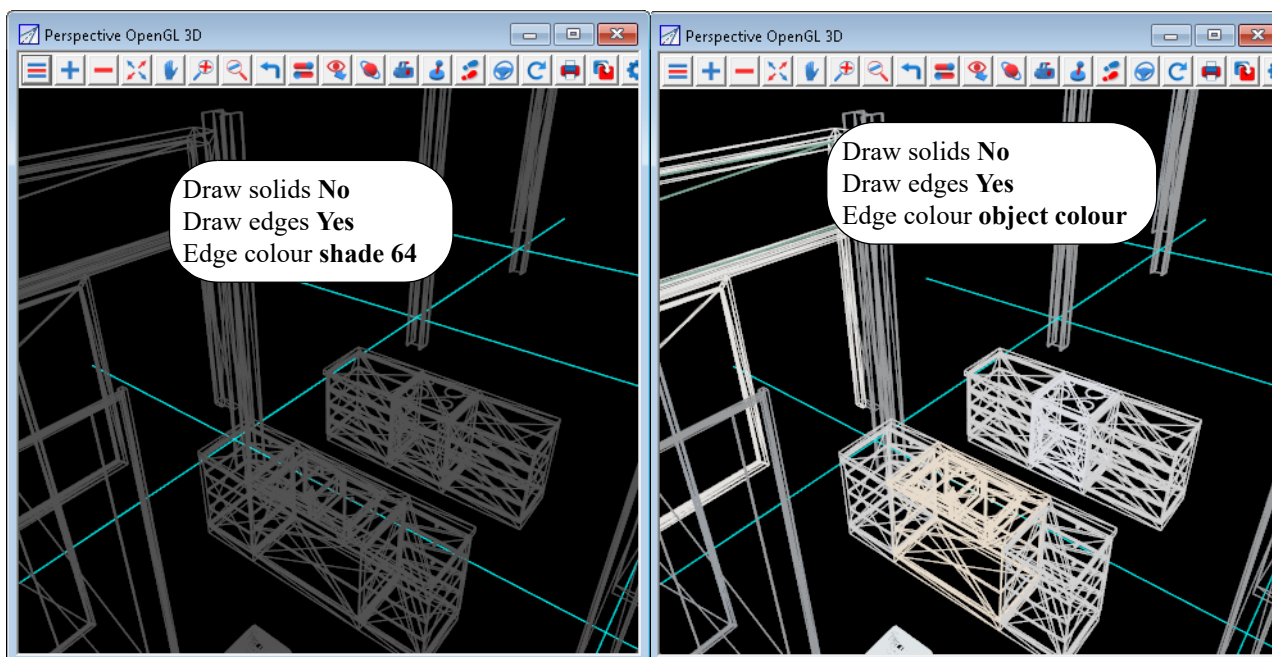 Perspective OpenGL 3D
Draw solids No
Draw edges Yes
Edge colour shade 64
Perspective OpenGL 3D
Draw solids No
Draw edges Yes
Edge colour object colour